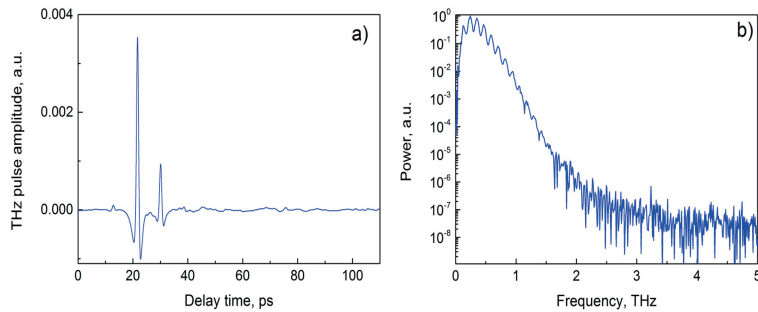 a)
THz pulse amplitude, a.u.
0.004
0.002
0.000
0 20 40 60 80 100
Delay time, ps
b)
Power, a.u.
10^0
10^-1
10^-2
10^-3
10^-4
10^-5
10^-6
10^-7
10^-8
0 1 2 3 4 5
Frequency, THz